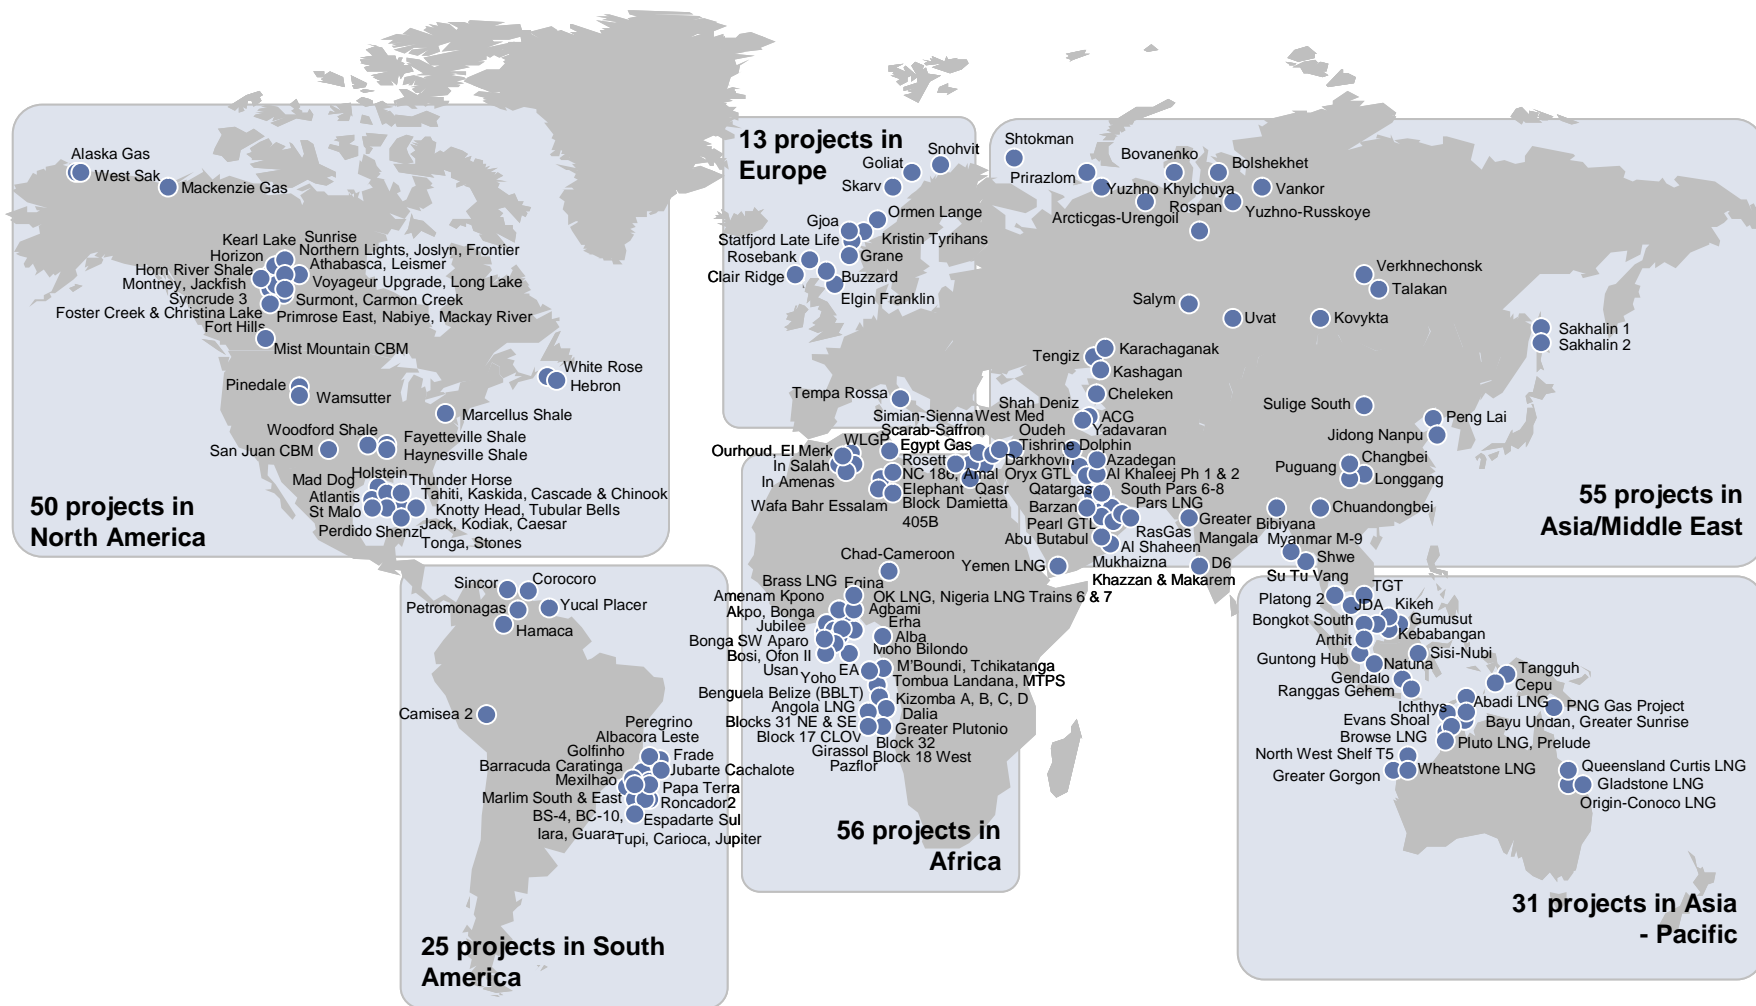 Alaska Gas
West Sak
Mackenzie Gas
Kearl Lake
Sunrise
Horizon
Northern Lights, Joslyn, Frontier
Horn River Shale
Athabasca, Leismer
Montney, Jackfish
Voyageur Upgrade, Long Lake
Syncrude 3
Surmont, Carmon Creek
Foster Creek & Christina Lake
Primrose East, Nabiye, Mackay River
Fort Hills
Mist Mountain CBM
White Rose
Hebron
Pinedale
Wamsutter
Marcellus Shale
Woodford Shale
Fayetteville Shale
San Juan CBM
Haynesville Shale
Holstein
Mad Dog
Thunder Horse
Atlantis
Tahiti, Kaskida, Cascade & Chinook
St Malo
Knotty Head, Tubular Bells
Perdido
Shenzi
Jack, Kodiak, Caesar
Tonga, Stones
50 projects in
North America
13 projects in
Europe
Snohvit
Goliat
Skarv
Ormen Lange
Gjoa
Statfjord Late Life
Kristin Tyrihans
Rosebank
Grane
Clair Ridge
Buzzard
Elgin Franklin
Tempa Rossa
Shtokman
Prirazlom
Bovanenko
Bolshekhet
Yuzhno Khylchuya
Vankor
Arcticgas-Urengoil
Rospan
Yuzhno-Russkoye
Verkhnechonsk
Talakan
Salym
Uvat
Kovykta
Sakhalin 1
Sakhalin 2
Tengiz
Karachaganak
Kashagan
Cheleken
Shah Deniz
ACG
Yadavaran
Sulige South
Peng Lai
Jidong Nanpu
Changbei
Puguang
Longgang
Chuandongbei
Oudeh
Tishrine
Dolphin
Darkhovin
Azadegan
Oryx GTL
Al Khaleej Ph 1 & 2
Qatargas
South Pars 6-8
Barzan
Pars LNG
Pearl GTL
RasGas
Abu Butabul
Al Shaheen
Mukhaizna
Khazzan & Makarem
Yemen LNG
Greater
Mangala
D6
Bibiyana
Myanmar M-9
Shwe
55 projects in
Asia/Middle East
Simian-Sienna
West Med
Scarab-Saffron
WLGP
Egypt Gas
Ourhoud, El Merk
Rosetta
In Salah
NC 186, Amal
In Amenas
Elephant
Qasr
Wafa Bahr Essalam
Block
Damietta
405B
Chad-Cameroon
Brass LNG
Egina
Amenam Kpono
OK LNG, Nigeria LNG Trains 6 & 7
Akpo, Bonga
Agbami
Jubilee
Erha
Bonga SW Aparo
Alba
Bosi, Ofon II
Moho Bilondo
Usan
EA
M'Boundi, Tchikatanga
Yoho
Tombua Landana, MTPS
Benguela Belize (BBLT)
Kizomba A, B, C, D
Angola LNG
Dalia
Blocks 31 NE & SE
Greater Plutonio
Block 17 CLOV
Block 32
Girassol
Block 18 West
Pazflor
56 projects in
Africa
Sincor
Corocoro
Petromonagas
Yucal Placer
Hamaca
Camisea 2
Peregrino
Albacora Leste
Golfinho
Frade
Barracuda Caratinga
Jubarte Cachalote
Mexilhao
Papa Terra
Marlim South & East
Roncador2
BS-4, BC-10,
Espadarte Sul
Iara, Guara
Tupi, Carioca, Jupiter
25 projects in South
America
Su Tu Vang
TGT
Platong 2
JDA
Kikeh
Bongkot South
Gumusut
Arthit
Kebabangan
Guntong Hub
Natuna
Sisi-Nubi
Gendalo
Tangguh
Ranggas Gehem
Cepu
Ichthys
Abadi LNG
PNG Gas Project
Evans Shoal
Bayu Undan, Greater Sunrise
Browse LNG
Pluto LNG, Prelude
North West Shelf T5
Greater Gorgon
Wheatstone LNG
Queensland Curtis LNG
Gladstone LNG
Origin-Conoco LNG
31 projects in Asia
- Pacific